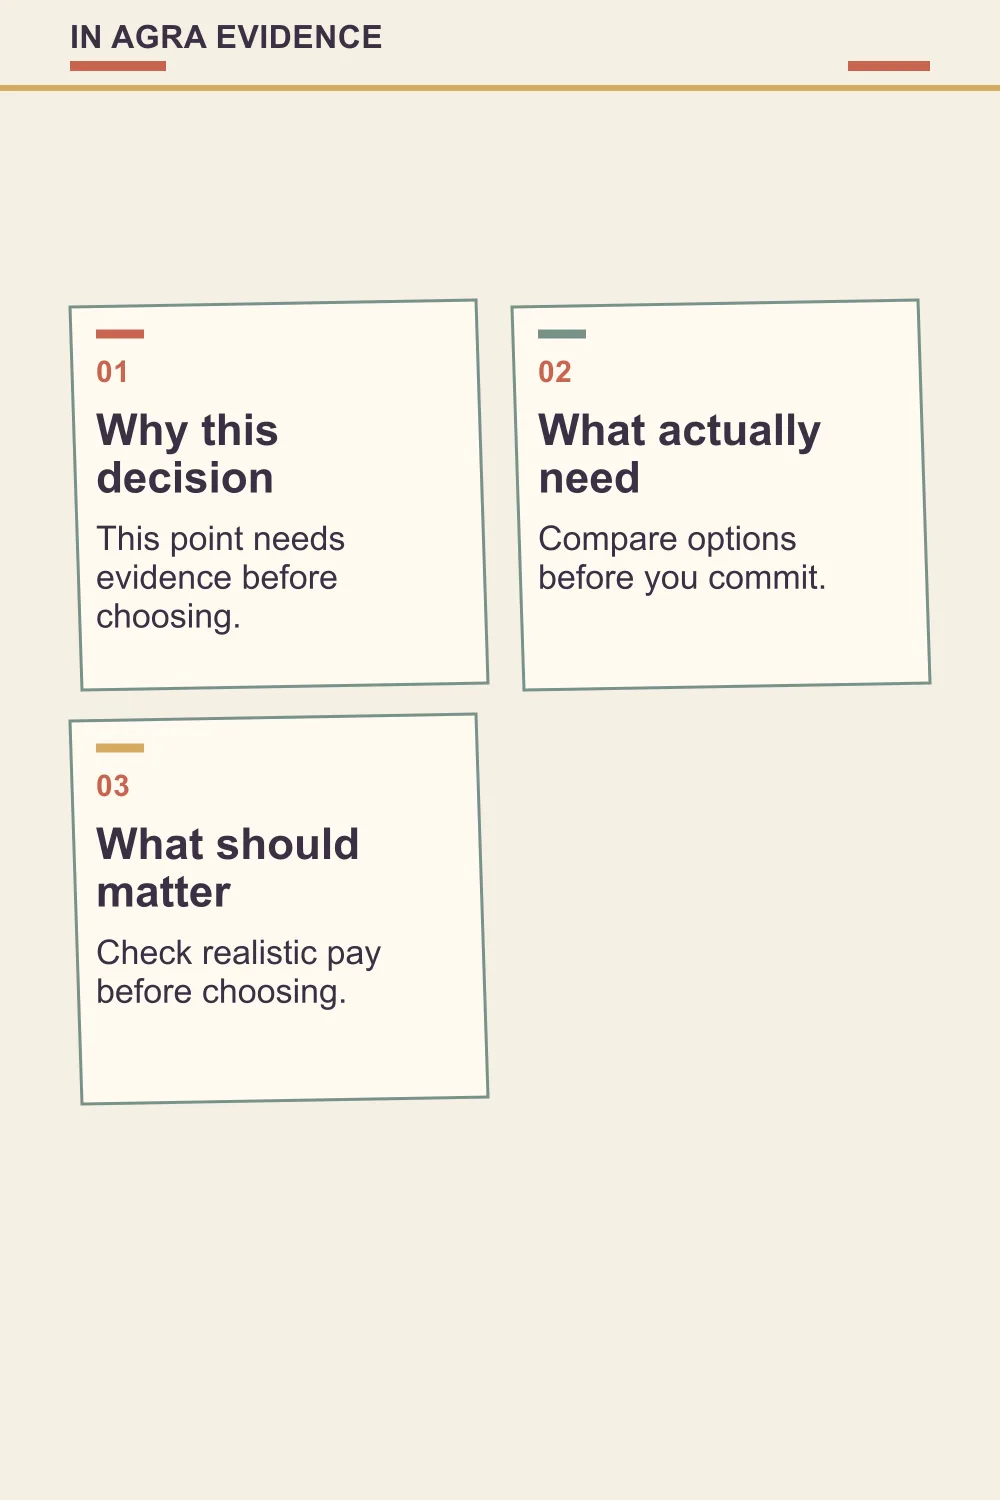 IN AGRA EVIDENCE
01
Why this
decision
This point needs
evidence before
choosing.
02
What actually
need
Compare options
before you commit.
03
What should
matter
Check realistic pay
before choosing.